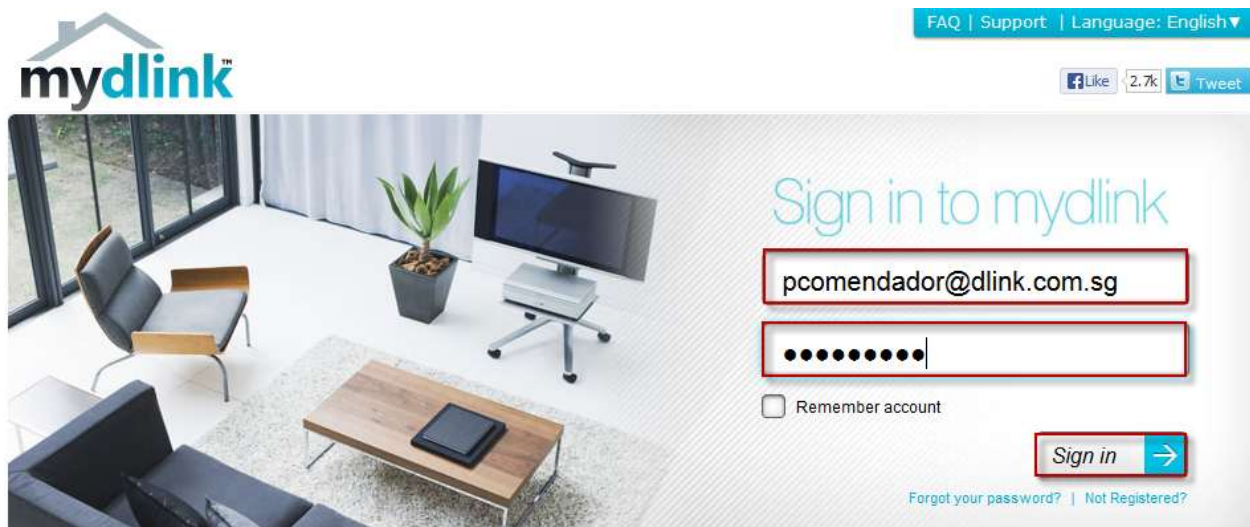 FAQ | Support | Language: English▼
mydlink™
Like 2.7k Tweet
Sign in to mydlink
pcomendador@dlink.com.sg
●●●●●●●●●
Remember account
Sign in
Forgot your password? | Not Registered?